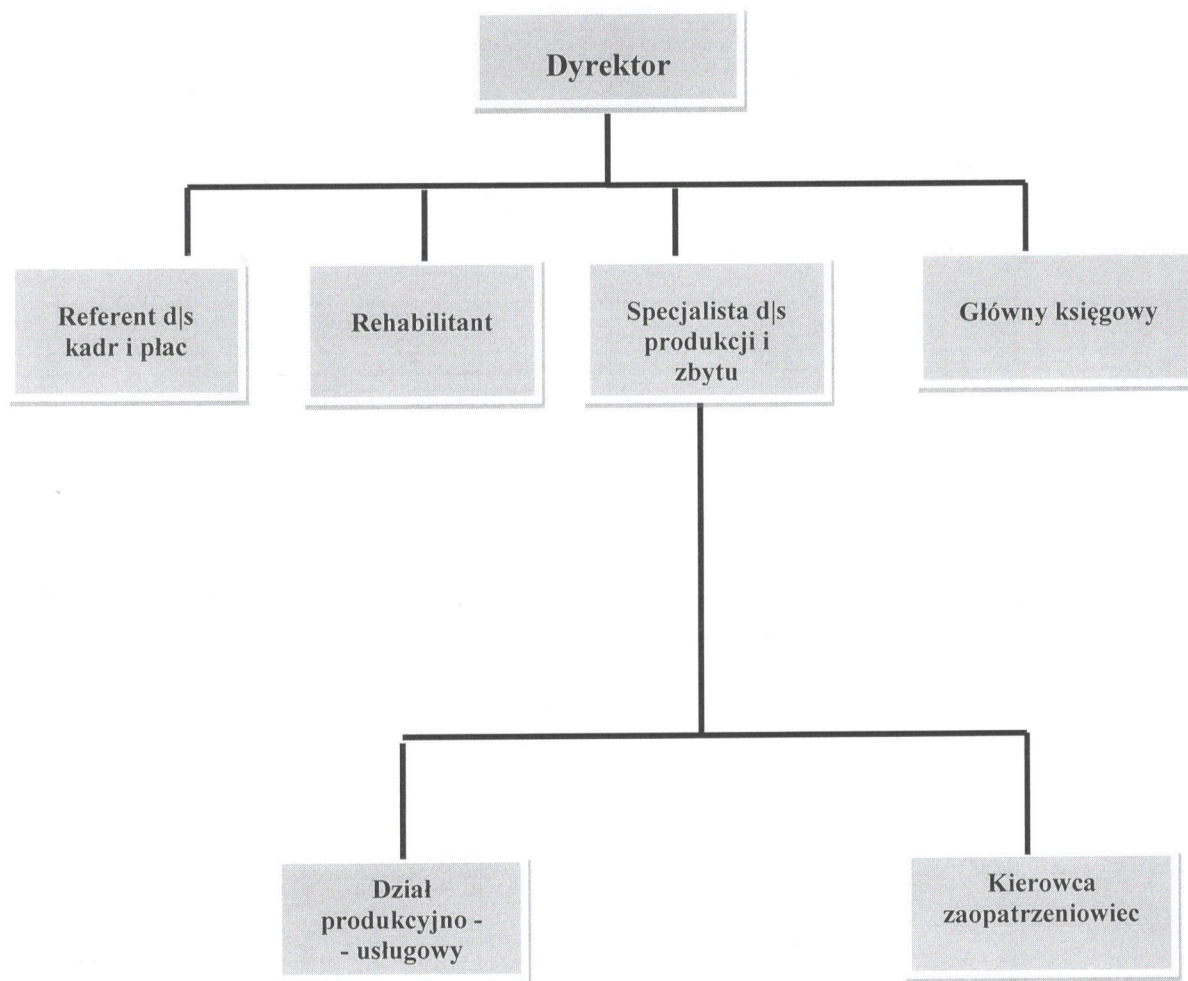 Dyrektor
Referent d|s
kadr i płac
Rehabilitant
Specjalista d|s
produkcji i
zbytu
Główny księgowy
Dział
produkcyjno -
- usługowy
Kierowca
zaopatrzeniowiec